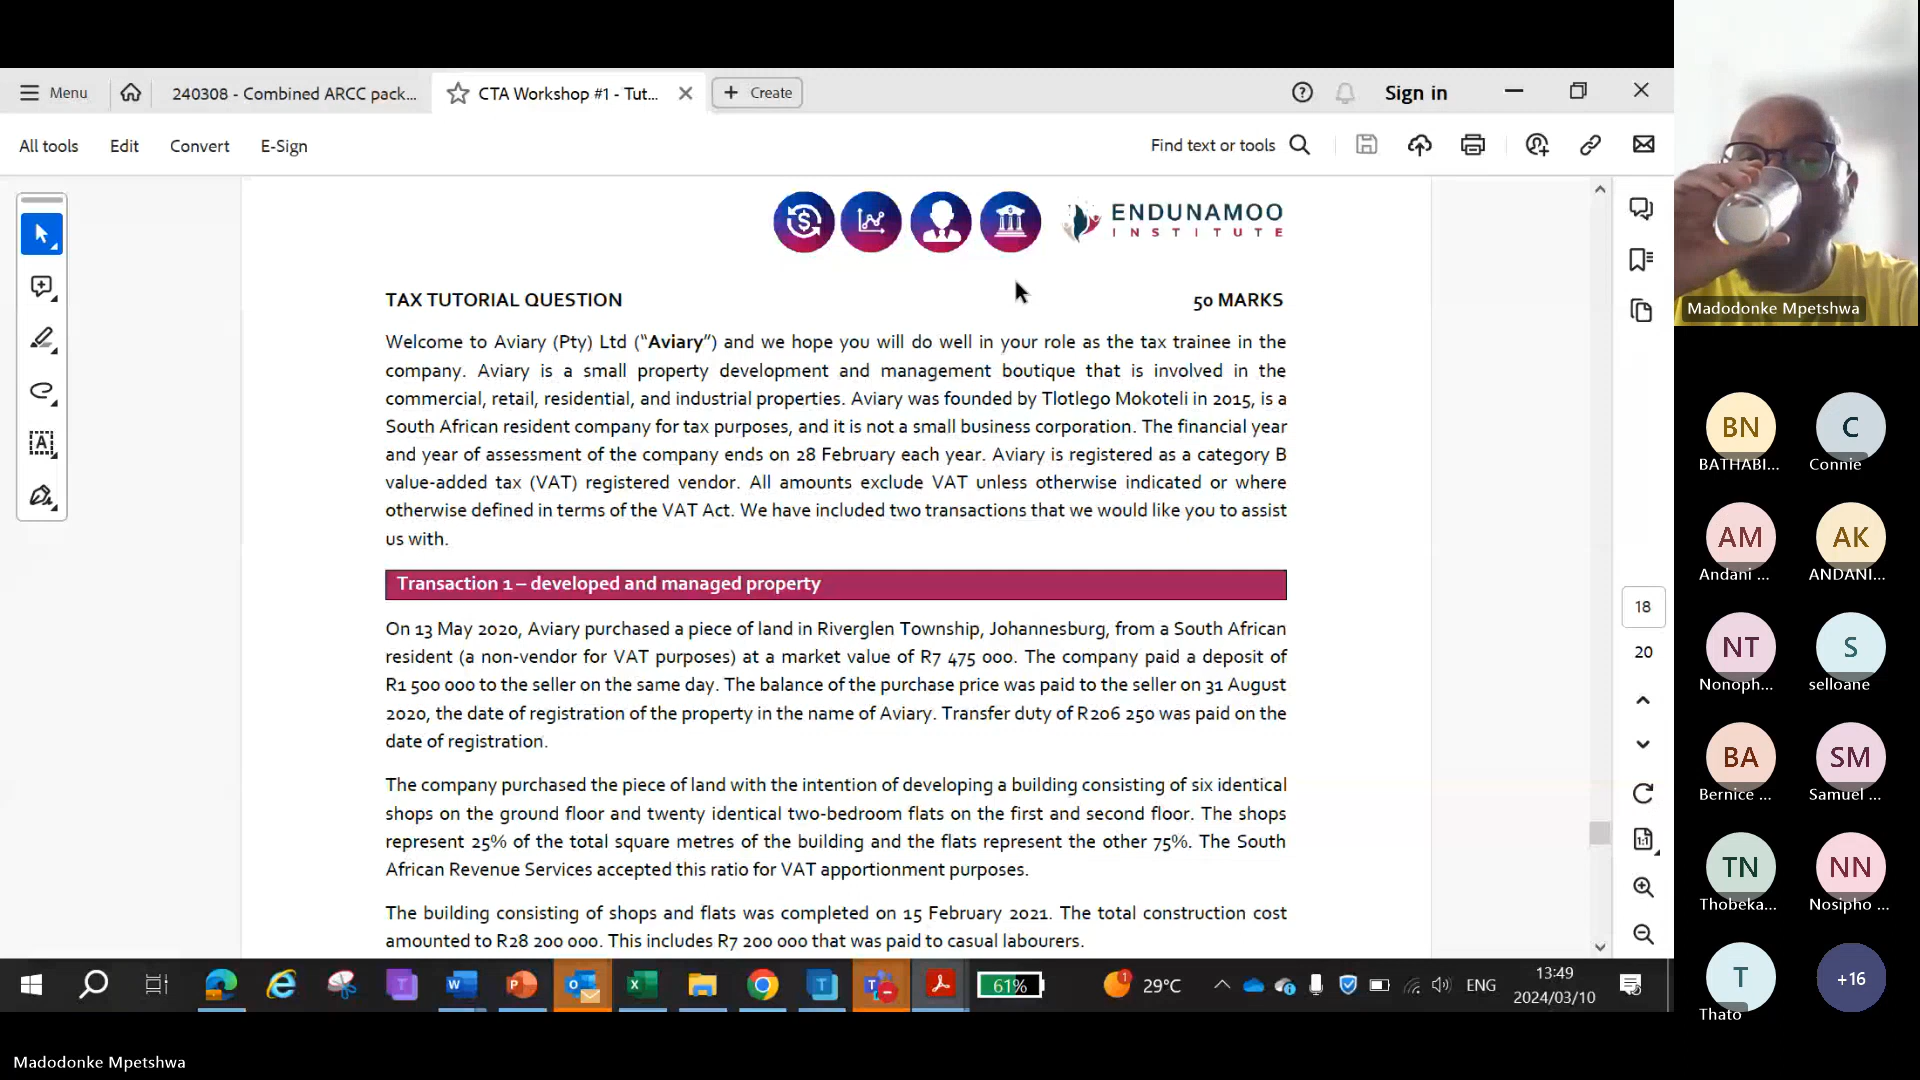 Menu
240308 - Combined ARCC pack...
CTA Workshop #1 - Tut...
Create
Sign in
All tools
Edit
Convert
E-Sign
Find text or tools
ENDUNAMOO
INSTITUTE
TAX TUTORIAL QUESTION 50 MARKS
Welcome to Aviary (Pty) Ltd (“Aviary”) and we hope you will do well in your role as the tax trainee in the
company. Aviary is a small property development and management boutique that is involved in the
commercial, retail, residential, and industrial properties. Aviary was founded by Tlotlego Mokoteli in 2015, is a
South African resident company for tax purposes, and it is not a small business corporation. The financial year
and year of assessment of the company ends on 28 February each year. Aviary is registered as a category B
value-added tax (VAT) registered vendor. All amounts exclude VAT unless otherwise indicated or where
otherwise defined in terms of the VAT Act. We have included two transactions that we would like you to assist
us with.
Transaction 1 – developed and managed property
On 13 May 2020, Aviary purchased a piece of land in Riverglen Township, Johannesburg, from a South African
resident (a non-vendor for VAT purposes) at a market value of R7 475 000. The company paid a deposit of
R1 500 000 to the seller on the same day. The balance of the purchase price was paid to the seller on 31 August
2020, the date of registration of the property in the name of Aviary. Transfer duty of R206 250 was paid on the
date of registration.
The company purchased the piece of land with the intention of developing a building consisting of six identical
shops on the ground floor and twenty identical two-bedroom flats on the first and second floor. The shops
represent 25% of the total square metres of the building and the flats represent the other 75%. The South
African Revenue Services accepted this ratio for VAT apportionment purposes.
The building consisting of shops and flats was completed on 15 February 2021. The total construction cost
amounted to R28 200 000. This includes R7 200 000 that was paid to casual labourers.
18
20
1:1
61%
1
29°C
ENG
13:49
2024/03/10
Madodonke Mpetshwa
BN
BATHABI...
C
Connie
AM
Andani ...
AK
ANDANI...
NT
Nonoph...
S
selloane
BA
Bernice ...
SM
Samuel ...
TN
Thobeka...
NN
Nosipho ...
T
Thato
+16
Madodonke Mpetshwa